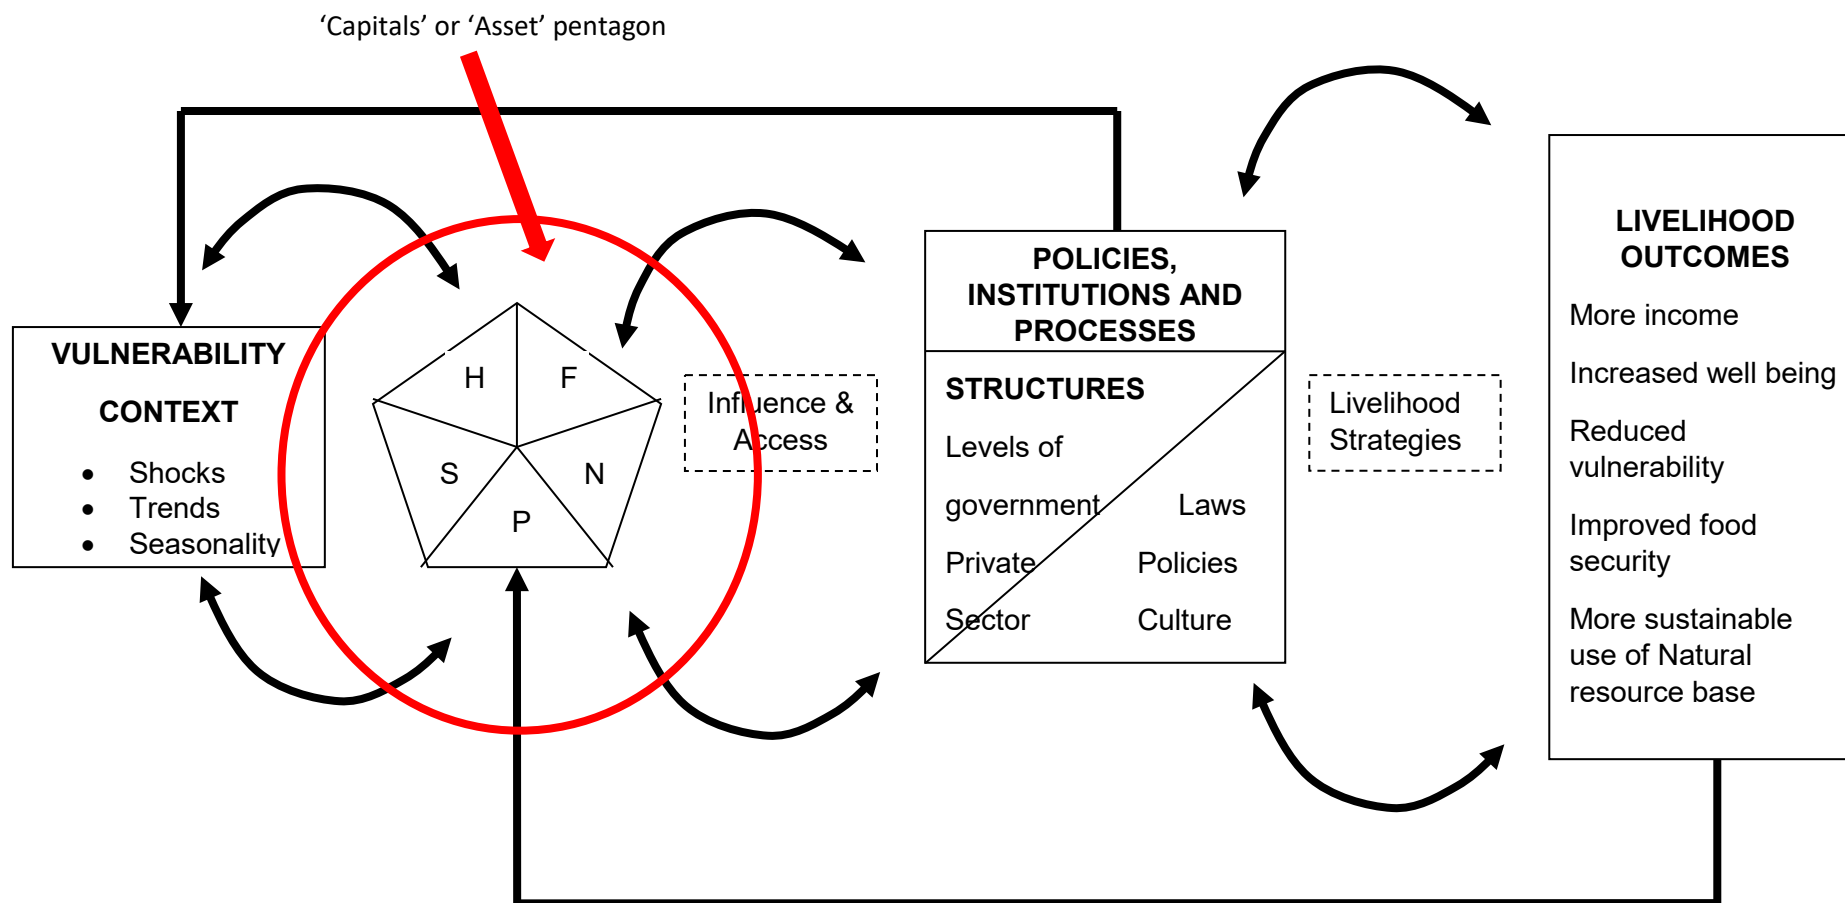 ‘Capitals’ or ‘Asset’ pentagon
VULNERABILITY
CONTEXT
• Shocks
• Trends
• Seasonality
H
F
S
N
P
Influence &
Access
POLICIES,
INSTITUTIONS AND
PROCESSES
STRUCTURES
Levels of
government
Laws
Private
Policies
Sector
Culture
Livelihood
Strategies
LIVELIHOOD
OUTCOMES
More income
Increased well being
Reduced
vulnerability
Improved food
security
More sustainable
use of Natural
resource base